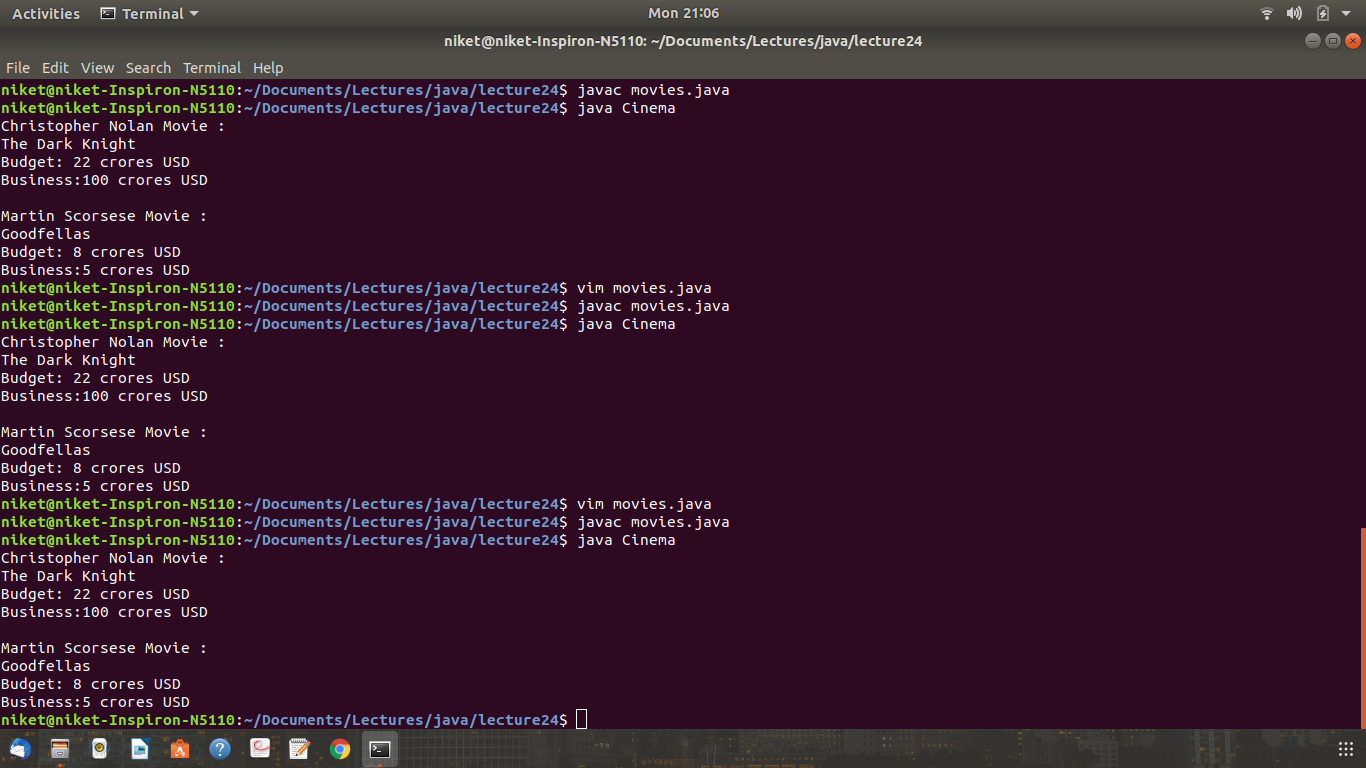 Activities Terminal Mon 21:06
niket@niket-Inspiron-N5110: ~/Documents/Lectures/java/lecture24
File Edit View Search Terminal Help
niket@niket-Inspiron-N5110:~/Documents/Lectures/java/lecture24$ javac movies.java
niket@niket-Inspiron-N5110:~/Documents/Lectures/java/lecture24$ java Cinema
Christopher Nolan Movie :
The Dark Knight
Budget: 22 crores USD
Business:100 crores USD

Martin Scorsese Movie :
Goodfellas
Budget: 8 crores USD
Business:5 crores USD
niket@niket-Inspiron-N5110:~/Documents/Lectures/java/lecture24$ vim movies.java
niket@niket-Inspiron-N5110:~/Documents/Lectures/java/lecture24$ javac movies.java
niket@niket-Inspiron-N5110:~/Documents/Lectures/java/lecture24$ java Cinema
Christopher Nolan Movie :
The Dark Knight
Budget: 22 crores USD
Business:100 crores USD

Martin Scorsese Movie :
Goodfellas
Budget: 8 crores USD
Business:5 crores USD
niket@niket-Inspiron-N5110:~/Documents/Lectures/java/lecture24$ vim movies.java
niket@niket-Inspiron-N5110:~/Documents/Lectures/java/lecture24$ javac movies.java
niket@niket-Inspiron-N5110:~/Documents/Lectures/java/lecture24$ java Cinema
Christopher Nolan Movie :
The Dark Knight
Budget: 22 crores USD
Business:100 crores USD

Martin Scorsese Movie :
Goodfellas
Budget: 8 crores USD
Business:5 crores USD
niket@niket-Inspiron-N5110:~/Documents/Lectures/java/lecture24$